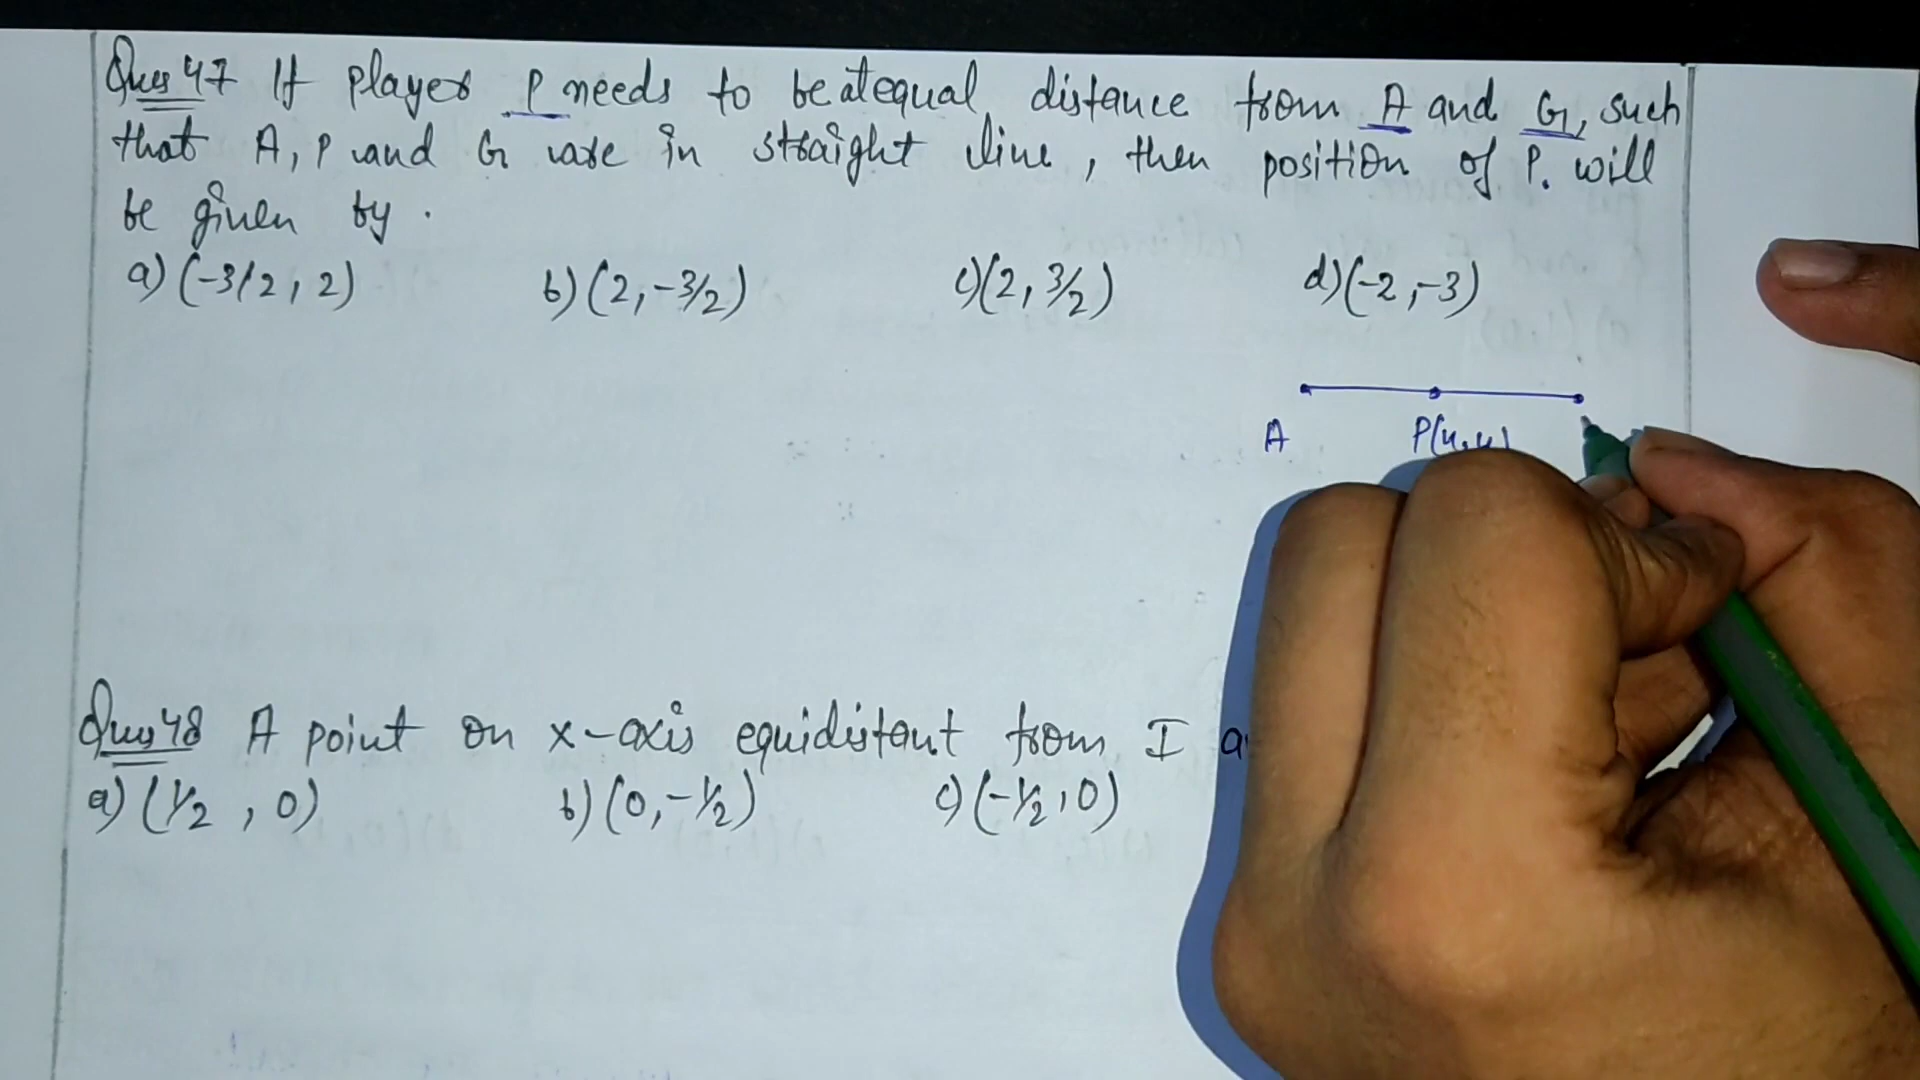 Ques 47 If player P needs to be at equal distance from A and G, such
that A, P and G are in straight line, then position of P. will
be given by.
a) (-3/2, 2) b) (2, -3/2) c) (2, 3/2) d) (-2, -3)
A P(x,y)
Ques 48 A point on x-axis equidistant from I
a) (1/2, 0) b) (0, -1/2) c) (-1/2, 0)